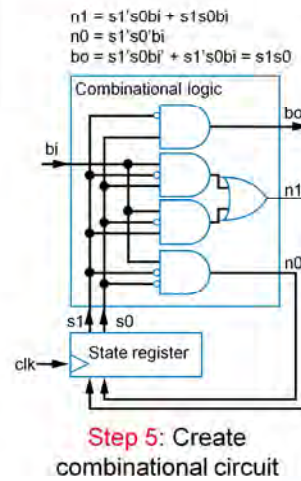 n1 = s1's0bi + s1s0bi
n0 = s1's0'bi
bo = s1's0bi' + s1's0bi = s1s0
Combinational logic
bo
bi
n1
n0
s1 s0
clk
State register
Step 5: Create
combinational circuit